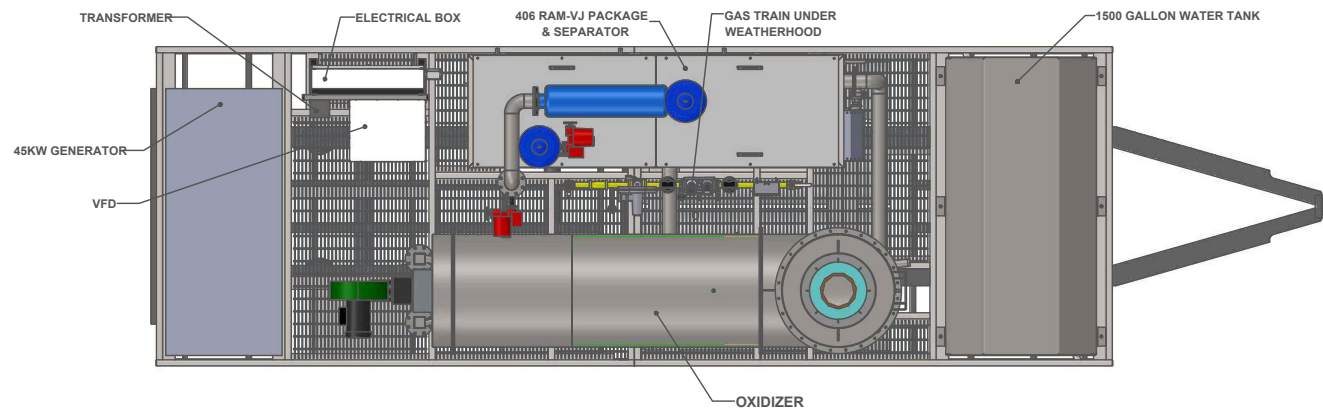 TRANSFORMER
ELECTRICAL BOX
406 RAM-VJ PACKAGE
& SEPARATOR
GAS TRAIN UNDER
WEATHERHOOD
1500 GALLON WATER TANK
45KW GENERATOR
VFD
OXIDIZER